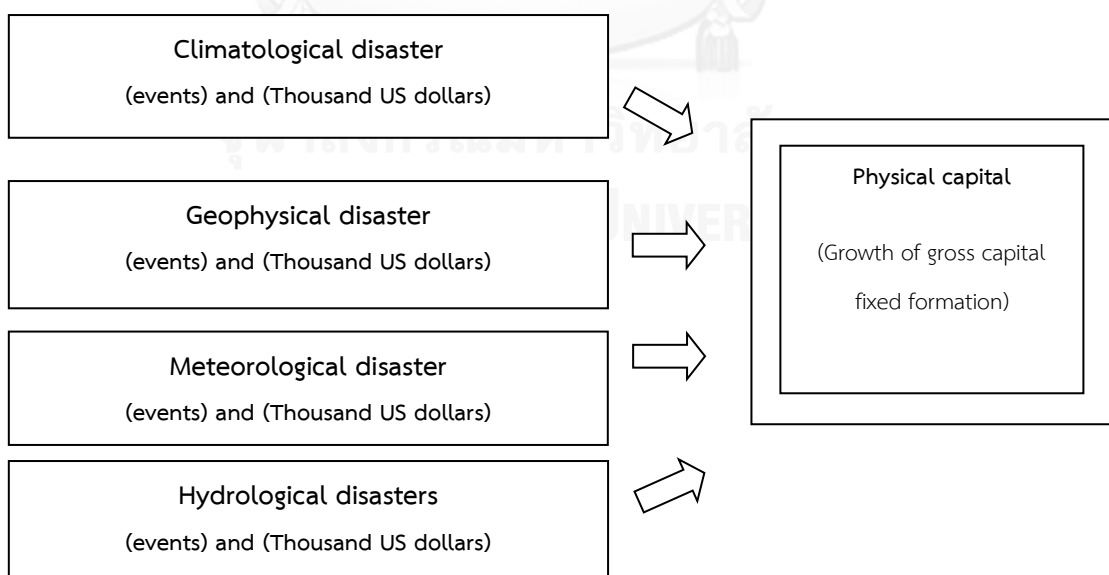 Climatological disaster
(events) and (Thousand US dollars)
Geophysical disaster
(events) and (Thousand US dollars)
Meteorological disaster
(events) and (Thousand US dollars)
Hydrological disasters
(events) and (Thousand US dollars)
Physical capital
(Growth of gross capital
fixed formation)